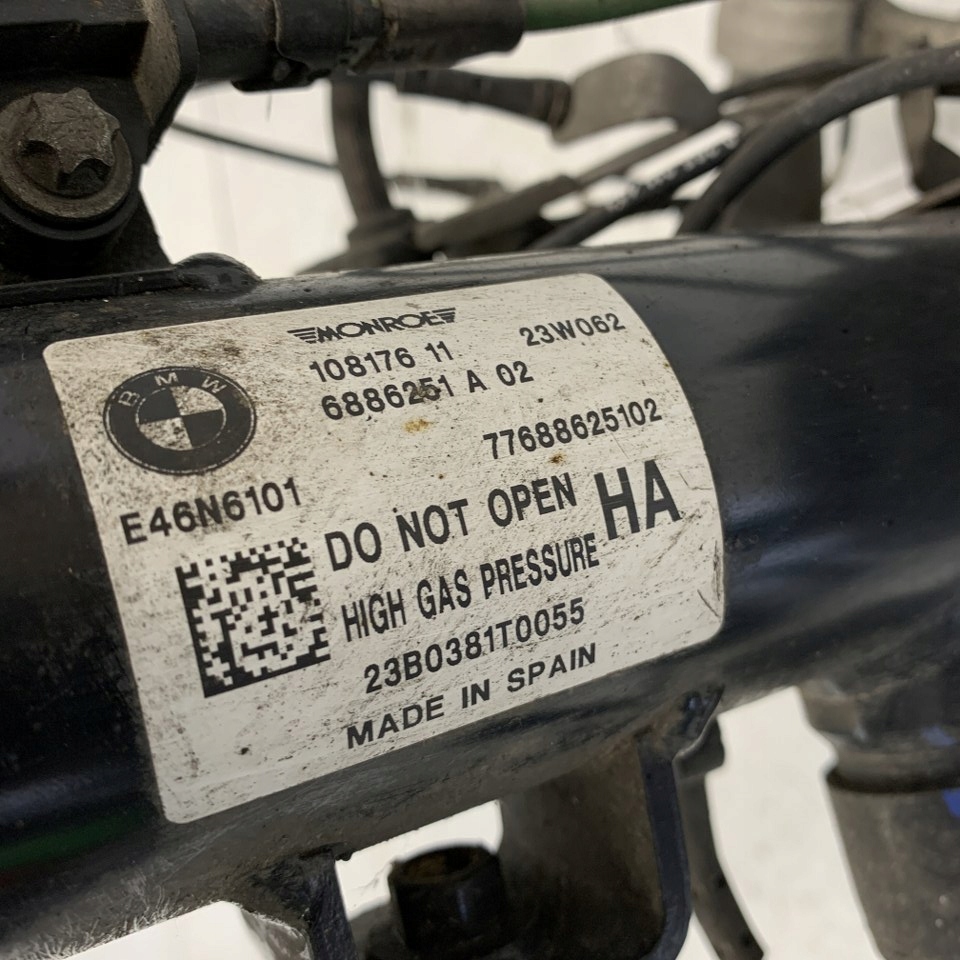 MONROE
108176 11 23W062
6886251 A 02
77688625102
BMW
E46N6101
DO NOT OPEN HA
HIGH GAS PRESSURE
23B0381T0055
MADE IN SPAIN